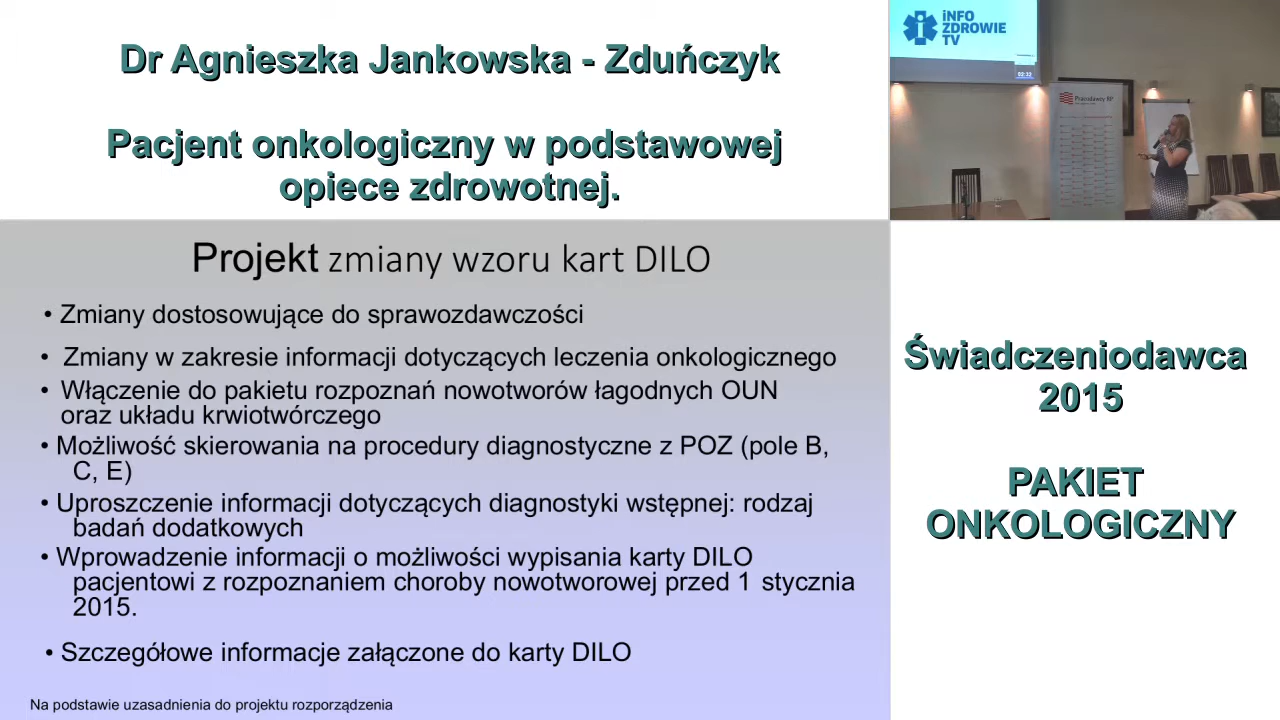 Dr Agnieszka Jankowska - Zduńczyk
Pacjent onkologiczny w podstawowej
opiece zdrowotnej.
iNFO
ZDROWIE
TV
02:32
Pracodawcy RP
Projekt zmiany wzoru kart DILO
• Zmiany dostosowujące do sprawozdawczości
• Zmiany w zakresie informacji dotyczących leczenia onkologicznego
• Włączenie do pakietu rozpoznań nowotworów łagodnych OUN
oraz układu krwiotwórczego
• Możliwość skierowania na procedury diagnostyczne z POZ (pole B,
C, E)
• Uproszczenie informacji dotyczących diagnostyki wstępnej: rodzaj
badań dodatkowych
• Wprowadzenie informacji o możliwości wypisania karty DILO
pacjentowi z rozpoznaniem choroby nowotworowej przed 1 stycznia
2015.
• Szczegółowe informacje załączone do karty DILO
Na podstawie uzasadnienia do projektu rozporządzenia
Świadczeniodawca
2015
PAKIET
ONKOLOGICZNY